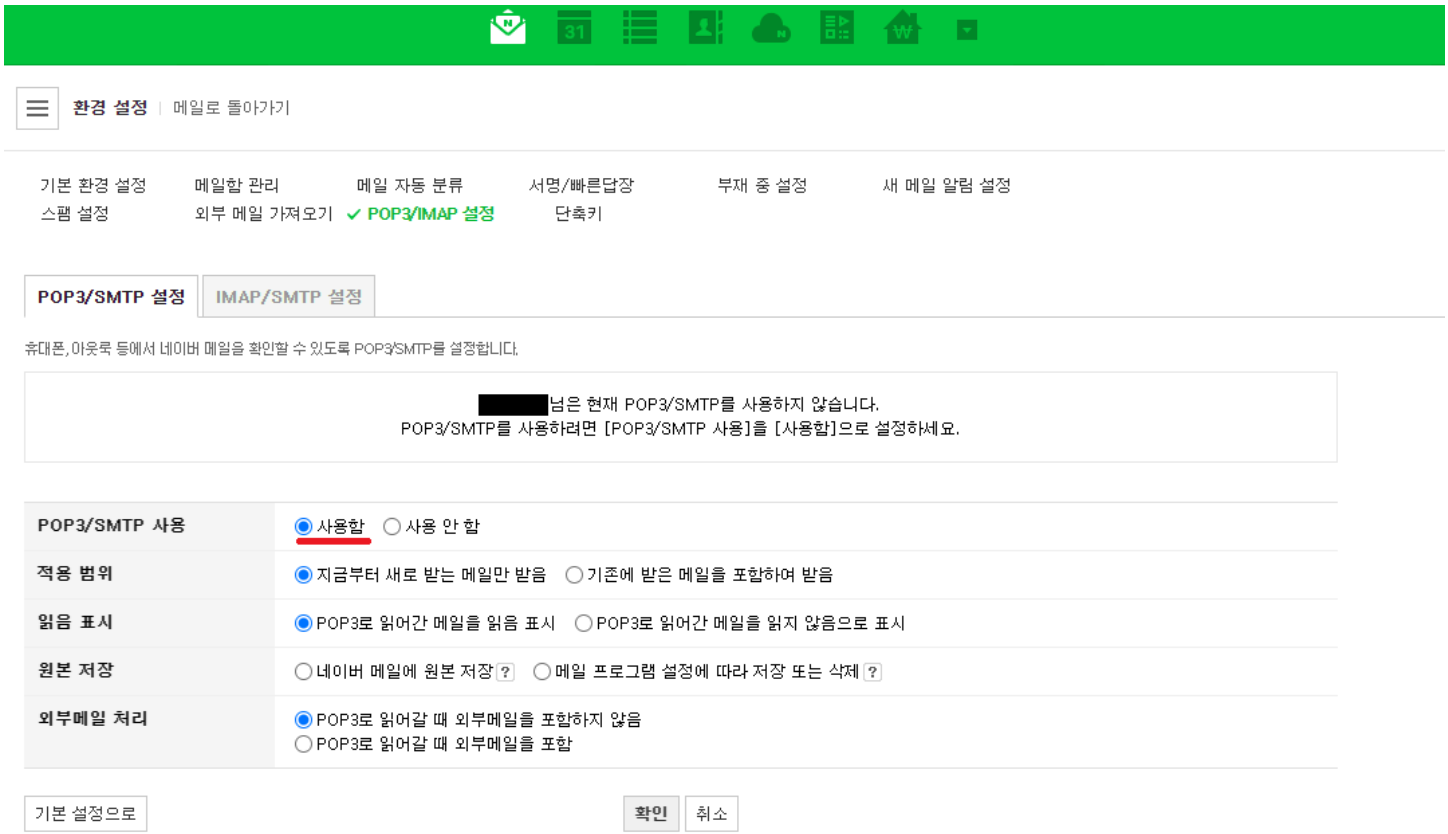 N
31
N
₩
환경 설정 | 메일로 돌아가기
기본 환경 설정 메일함 관리 메일 자동 분류 서명/빠른답장 부재 중 설정 새 메일 알림 설정
스팸 설정 외부 메일 가져오기 ✓ POP3/IMAP 설정 단축키
POP3/SMTP 설정 IMAP/SMTP 설정
휴대폰, 아웃룩 등에서 네이버 메일을 확인할 수 있도록 POP3/SMTP를 설정합니다.
님은 현재 POP3/SMTP를 사용하지 않습니다.
POP3/SMTP를 사용하려면 [POP3/SMTP 사용]을 [사용함]으로 설정하세요.
POP3/SMTP 사용 사용함 사용 안 함
적용 범위 지금부터 새로 받는 메일만 받음 기존에 받은 메일을 포함하여 받음
읽음 표시 POP3로 읽어간 메일을 읽음 표시 POP3로 읽어간 메일을 읽지 않음으로 표시
원본 저장 네이버 메일에 원본 저장 ? 메일 프로그램 설정에 따라 저장 또는 삭제 ?
외부메일 처리 POP3로 읽어갈 때 외부메일을 포함하지 않음
POP3로 읽어갈 때 외부메일을 포함
기본 설정으로 확인 취소